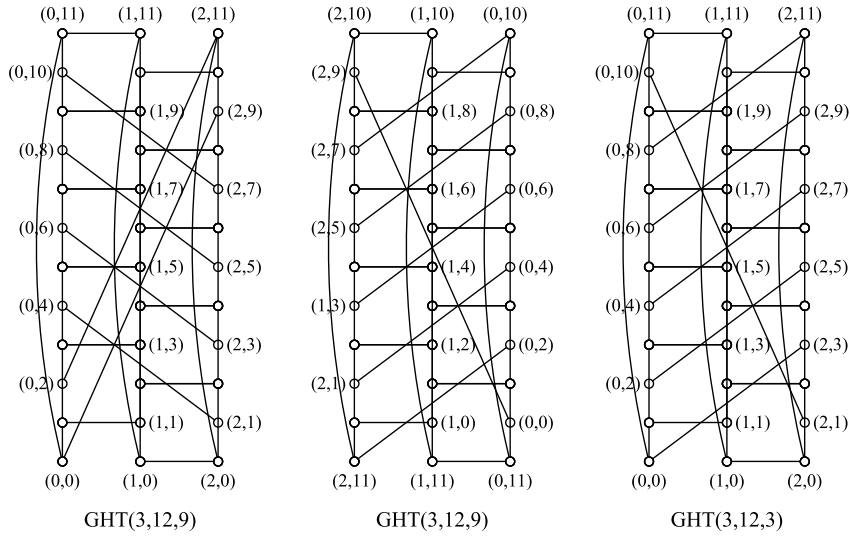 (0,11) (1,11) (2,11) (2,10) (1,10) (0,10) (0,11) (1,11) (2,11)
(0,10) (2,9) (0,10)
(1,9) (2,9) (1,8) (0,8) (1,9) (2,9)
(0,8) (2,7) (0,8)
(1,7) (2,7) (1,6) (0,6) (1,7) (2,7)
(0,6) (2,5) (0,6)
(1,5) (2,5) (1,4) (0,4) (1,5) (2,5)
(0,4) (1,3) (0,4)
(1,3) (2,3) (1,2) (0,2) (1,3) (2,3)
(0,2) (2,1) (0,2)
(1,1) (2,1) (1,0) (0,0) (1,1) (2,1)
(0,0) (1,0) (2,0) (2,11) (1,11) (0,11) (0,0) (1,0) (2,0)
GHT(3,12,9) GHT(3,12,9) GHT(3,12,3)